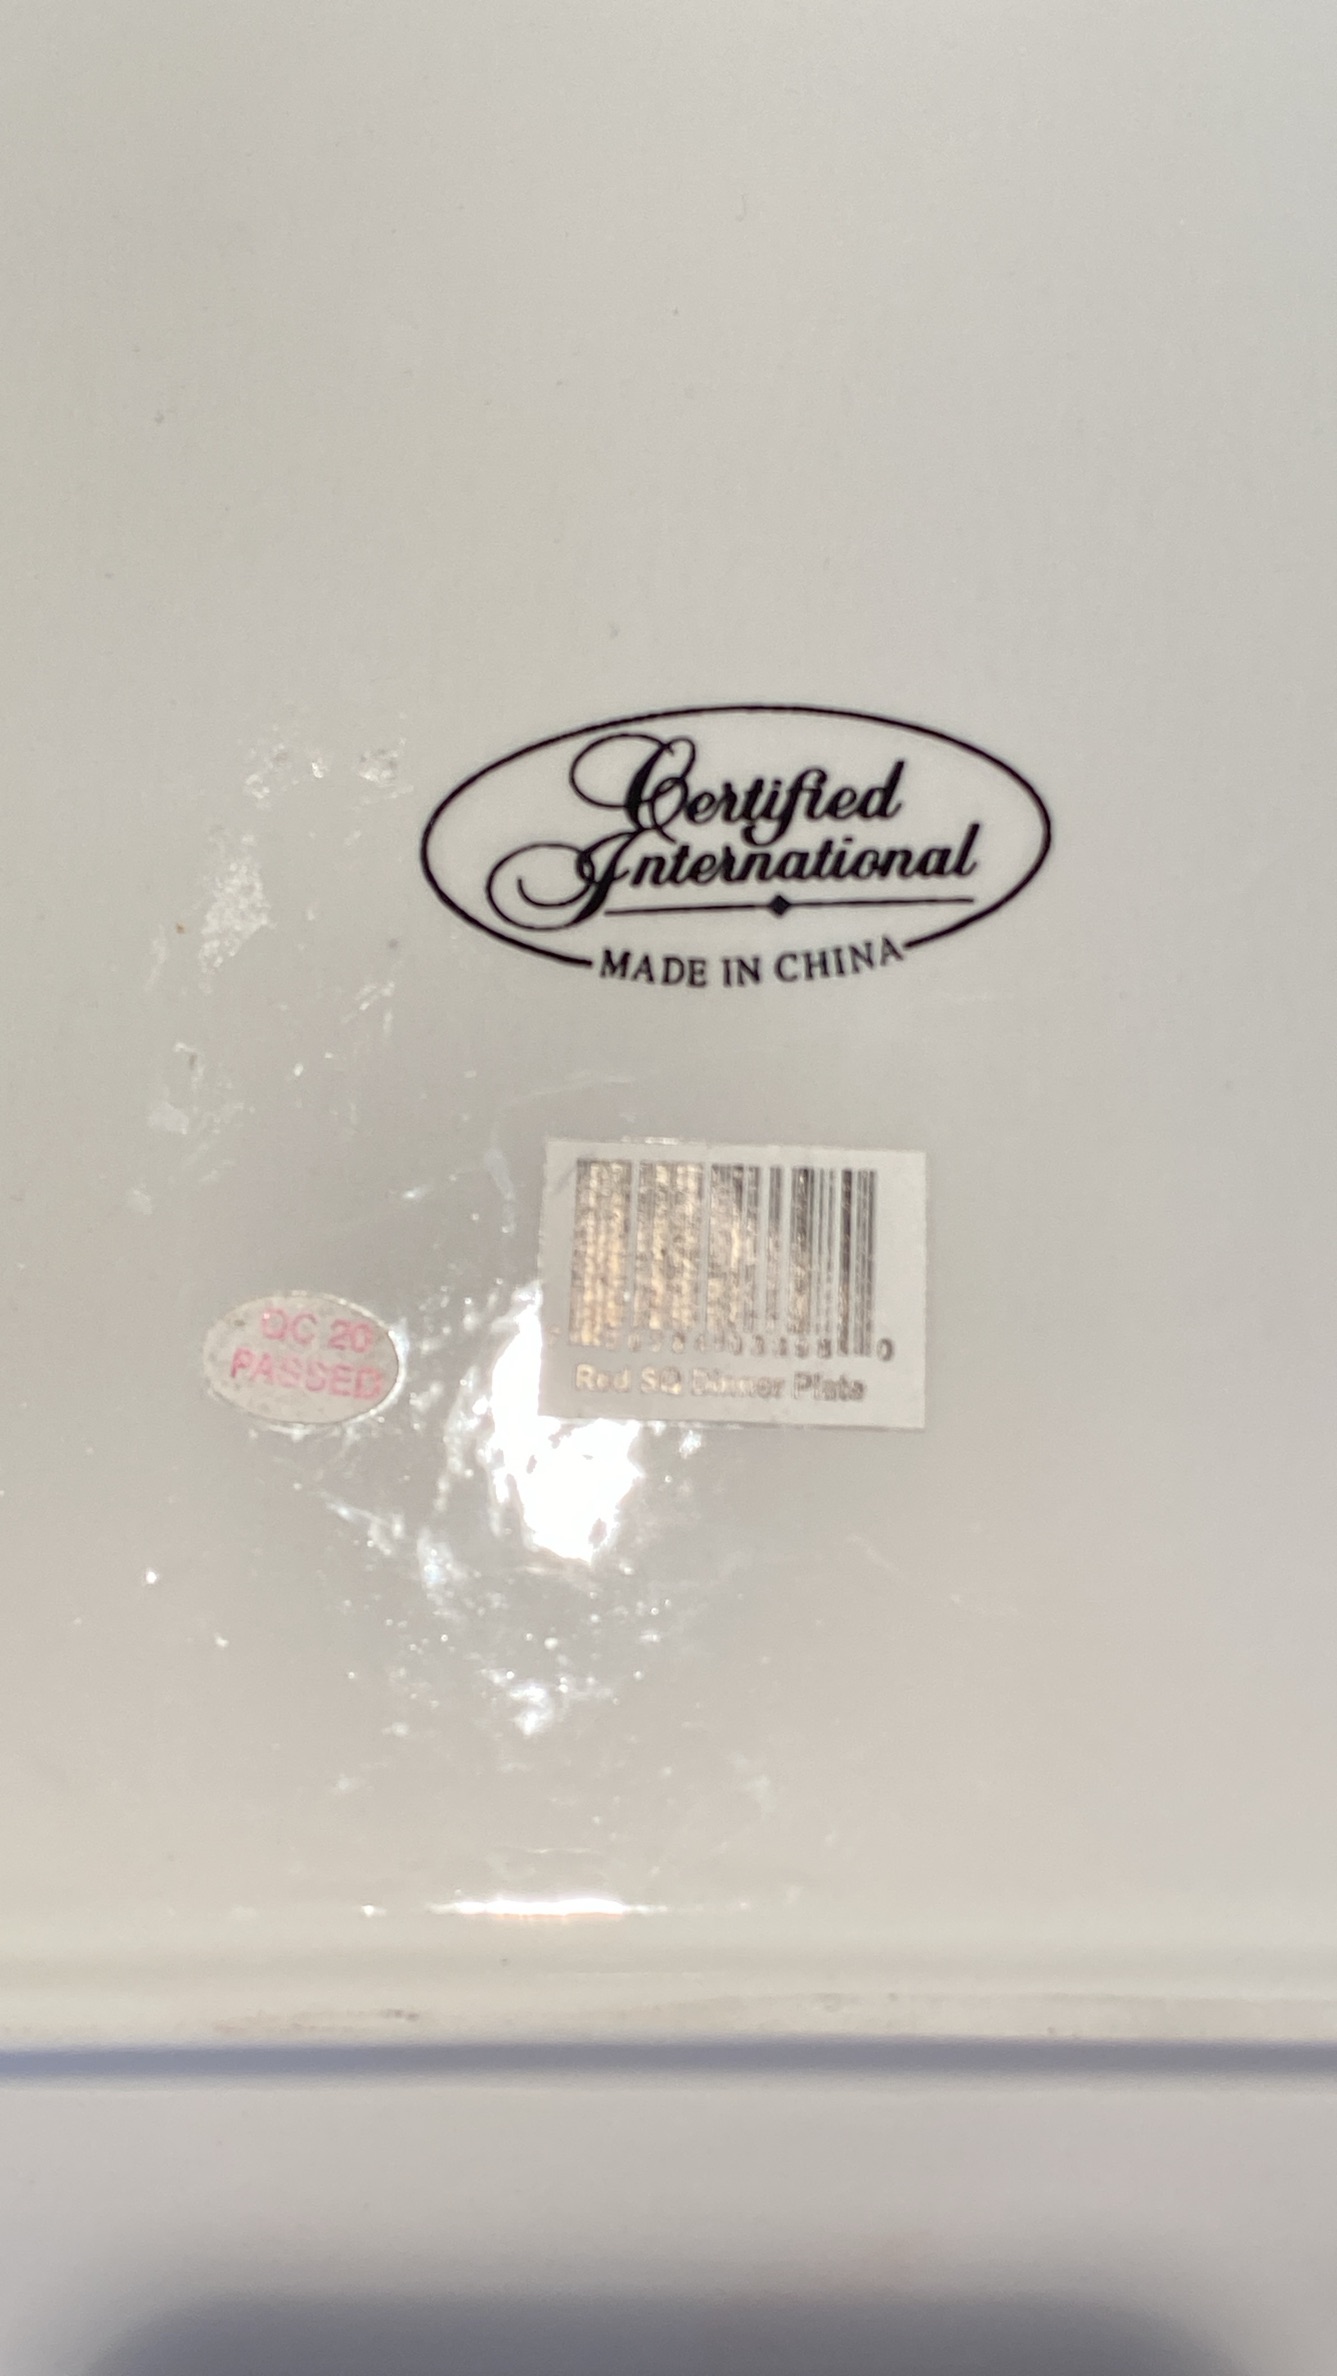 Certified
International
MADE IN CHINA
QC 20
PASSED
Red SQ Dinner Plate